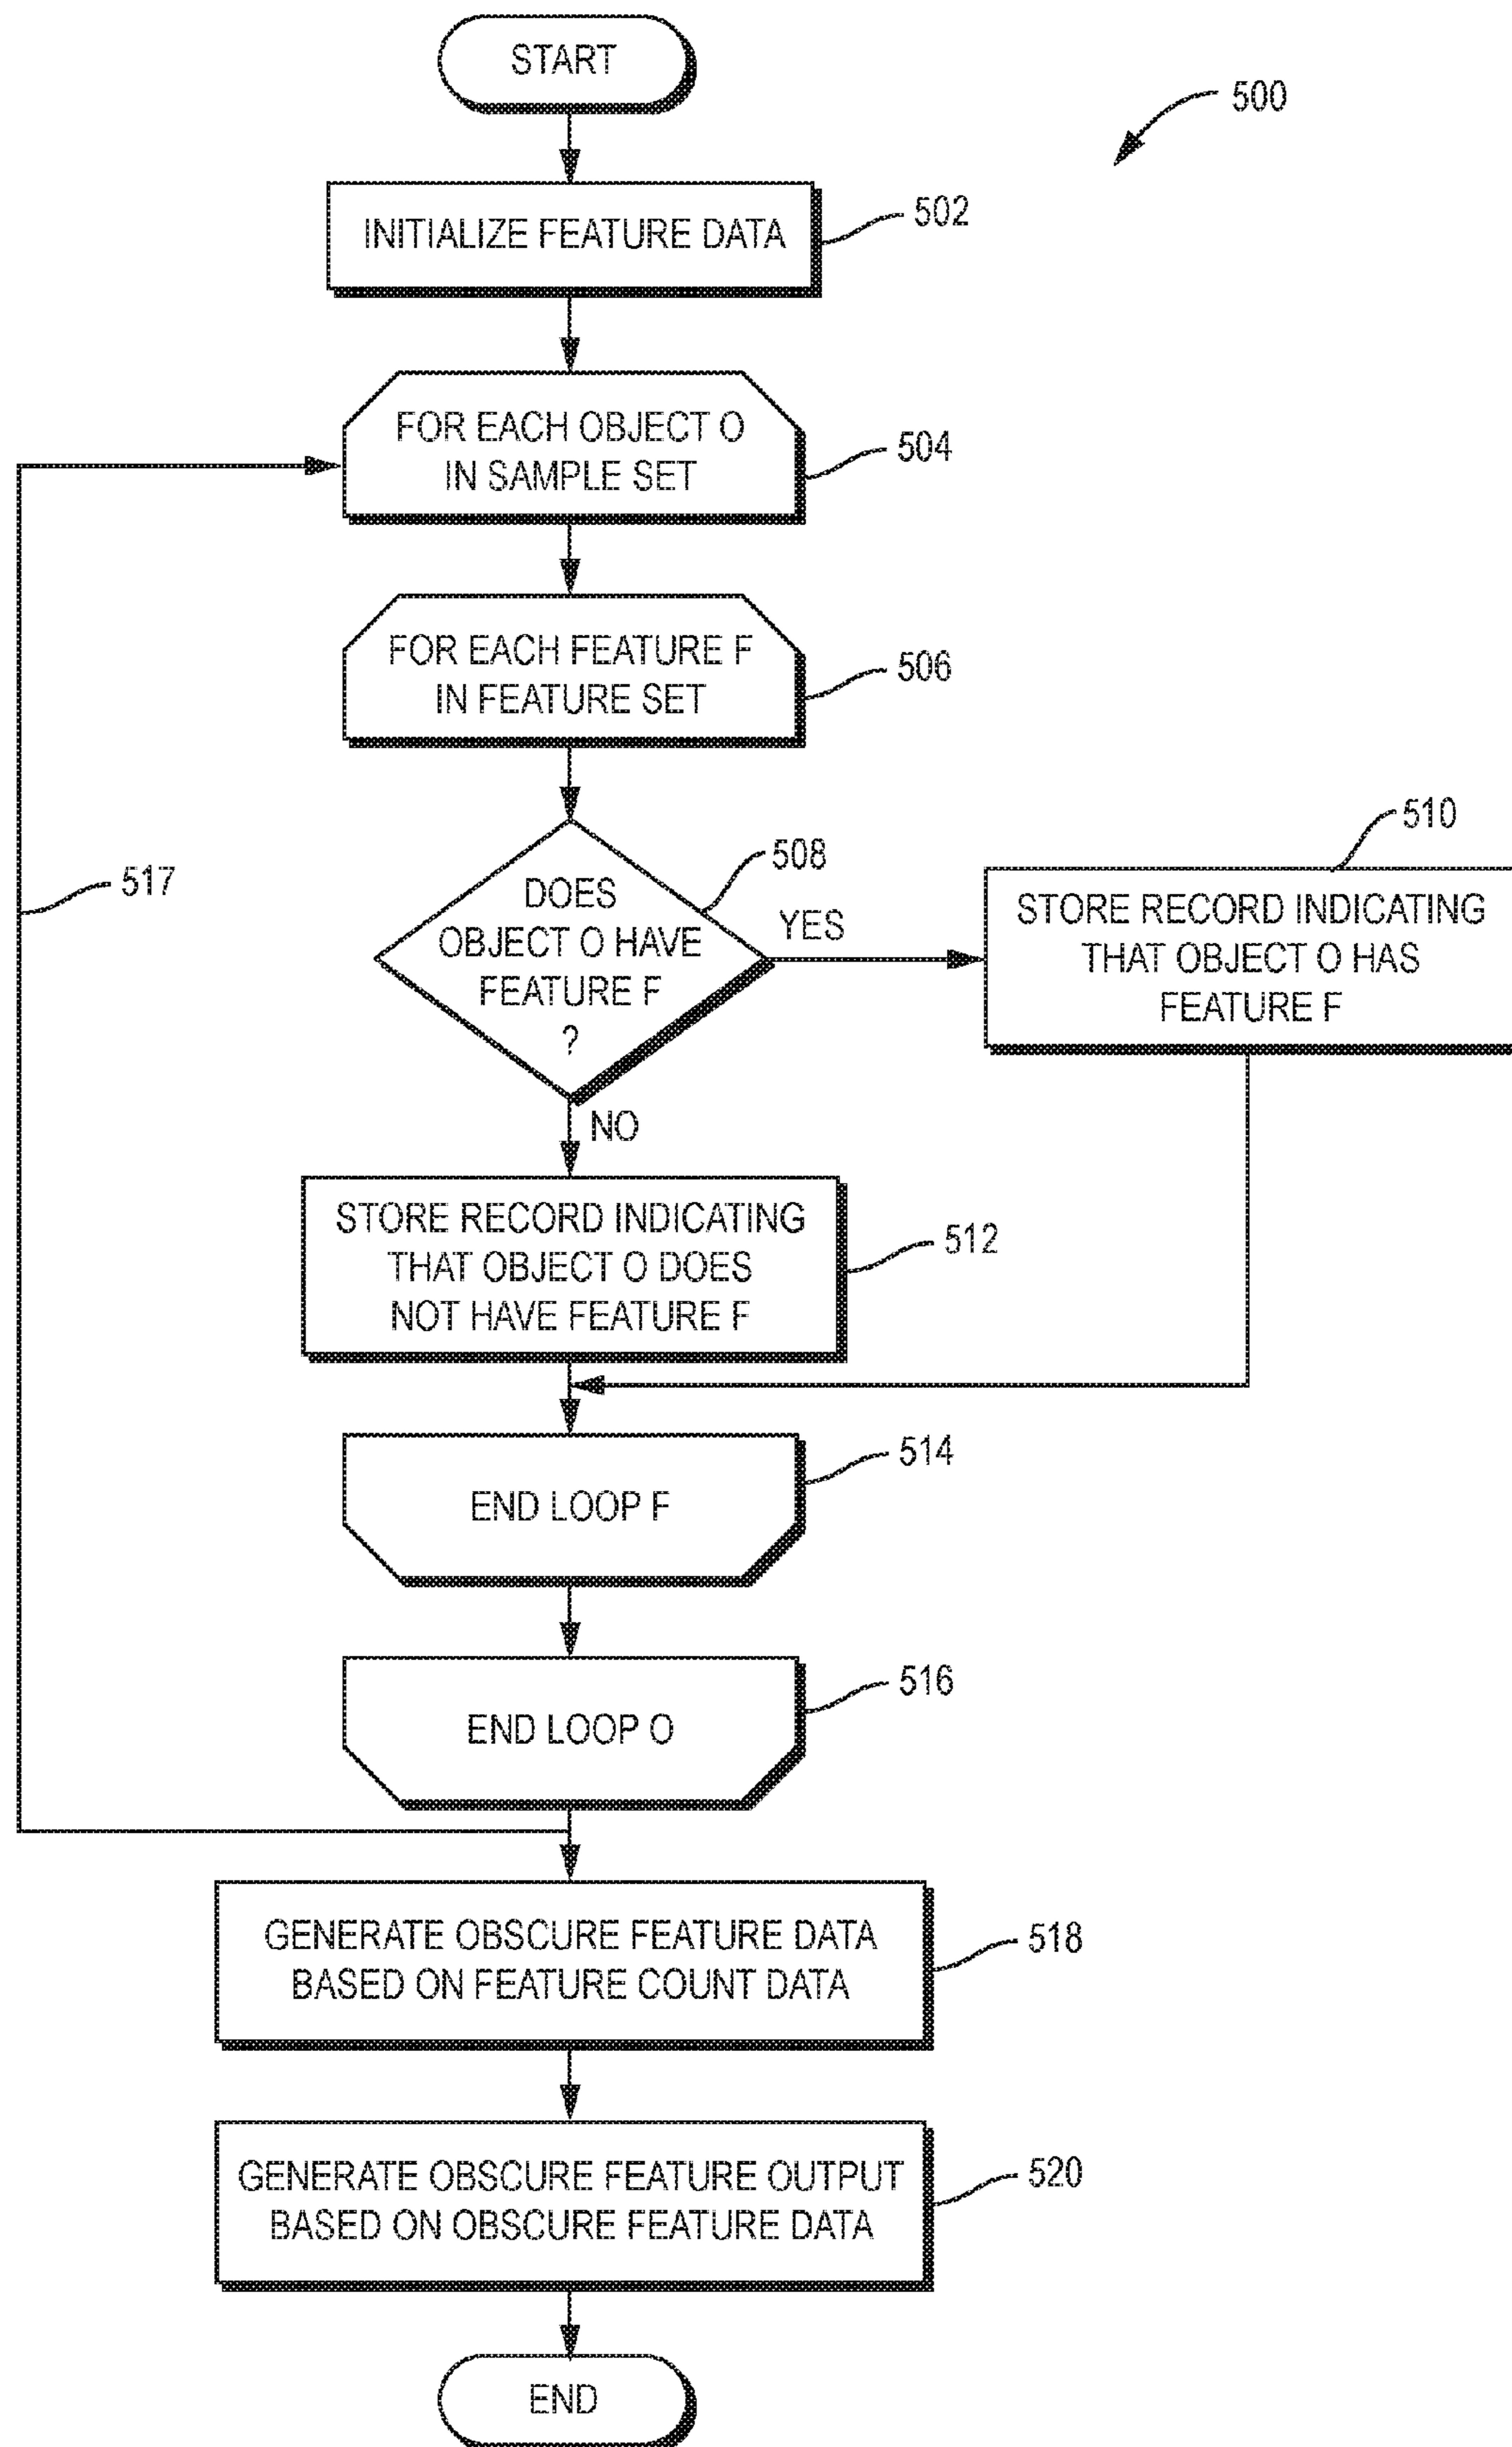 START
500
INITIALIZE FEATURE DATA
502
FOR EACH OBJECT O
IN SAMPLE SET
504
FOR EACH FEATURE F
IN FEATURE SET
506
DOES
OBJECT O HAVE
FEATURE F
?
508
YES
510
STORE RECORD INDICATING
THAT OBJECT O HAS
FEATURE F
517
NO
STORE RECORD INDICATING
THAT OBJECT O DOES
NOT HAVE FEATURE F
512
END LOOP F
514
END LOOP O
516
GENERATE OBSCURE FEATURE DATA
BASED ON FEATURE COUNT DATA
518
GENERATE OBSCURE FEATURE OUTPUT
BASED ON OBSCURE FEATURE DATA
520
END